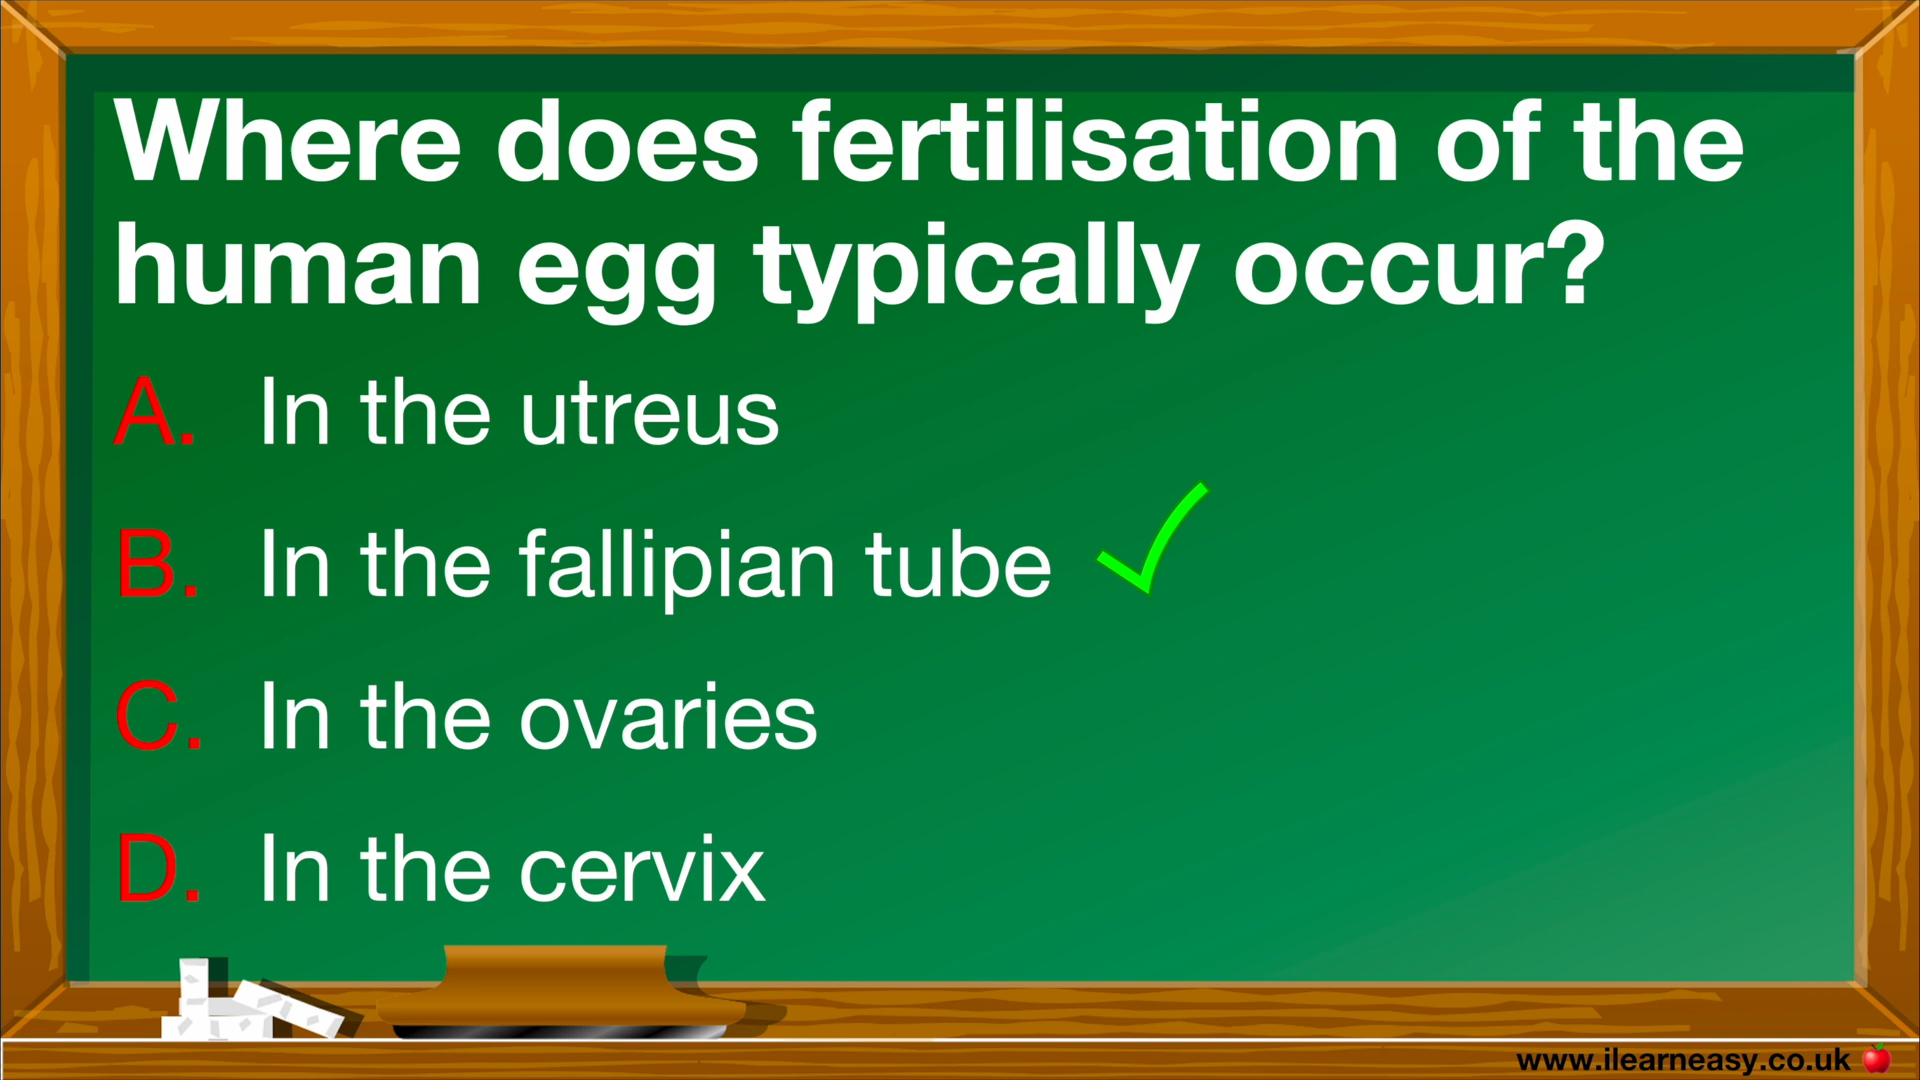 Where does fertilisation of the
human egg typically occur?
A. In the utreus
B. In the fallipian tube
C. In the ovaries
D. In the cervix
www.ilearneasy.co.uk